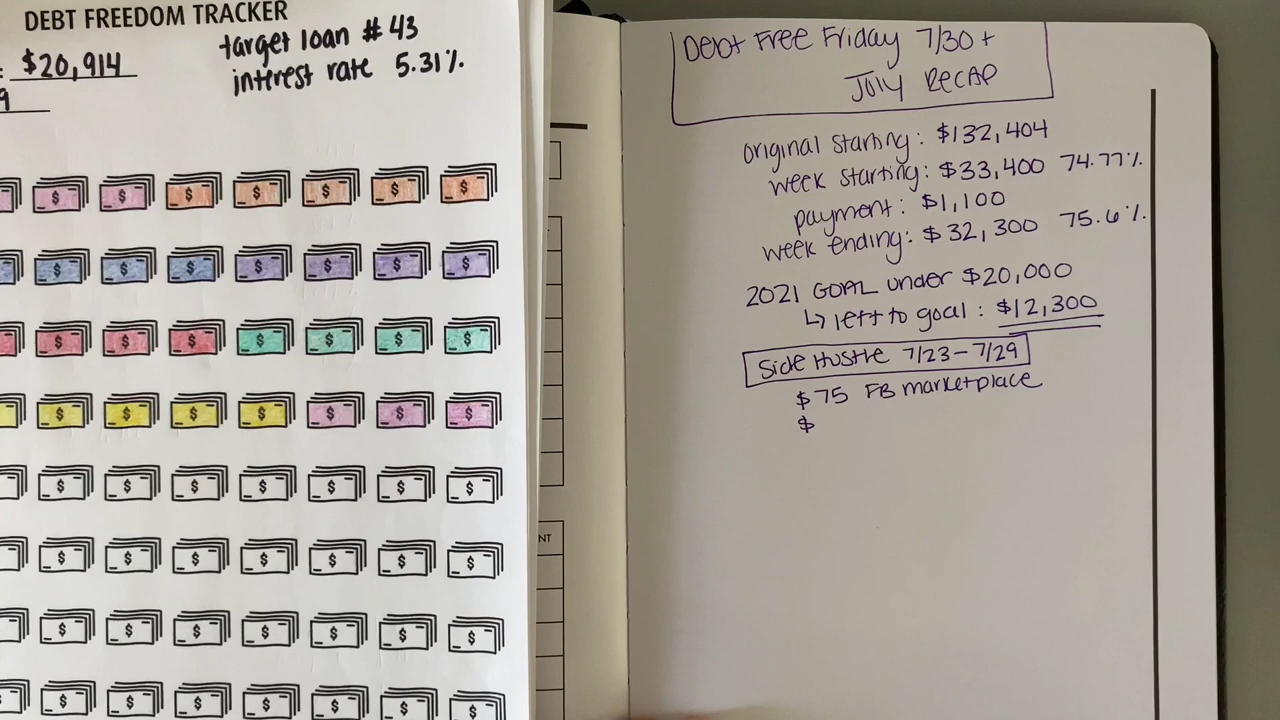 DEBT FREEDOM TRACKER
: $20,914
9
target loan # 43
interest rate 5.31%.
NT
Debt Free Friday 7/30 +
July RECAP
original starting: $132,404
week starting: $33,400 74.77%.
payment: $1,100
week ending: $32,300 75.6%.
2021 GOAL under $20,000
↳ left to goal: $12,300
Side Hustle 7/23 – 7/29
$75 FB marketplace
$